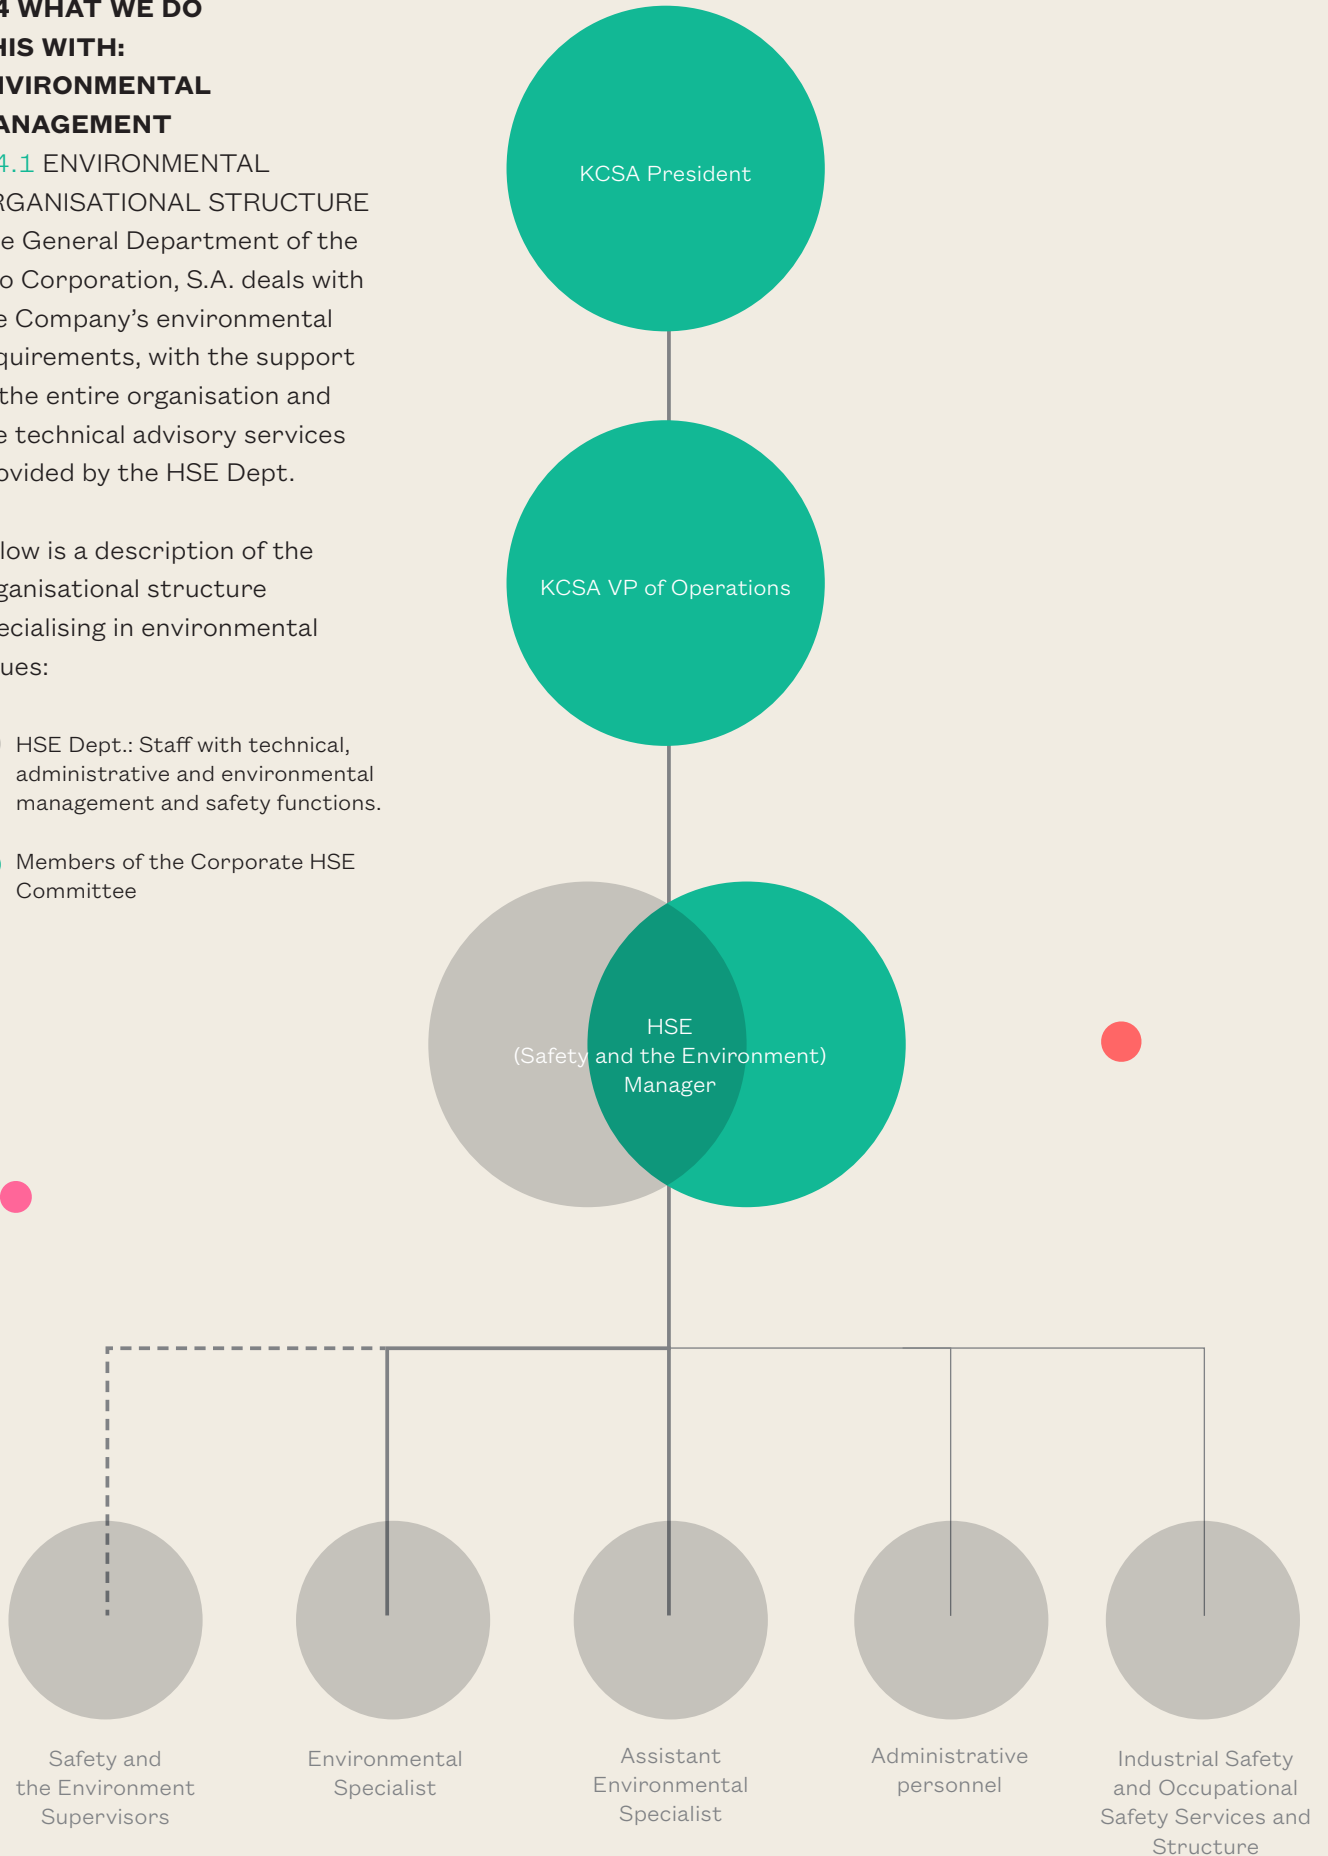 4 WHAT WE DO
HIS WITH:
NVIRONMENTAL
ANAGEMENT
4.1 ENVIRONMENTAL
RGANISATIONAL STRUCTURE
e General Department of the
o Corporation, S.A. deals with
e Company’s environmental
quirements, with the support
the entire organisation and
e technical advisory services
ovided by the HSE Dept.
low is a description of the
ganisational structure
ecialising in environmental
ues:
HSE Dept.: Staff with technical,
administrative and environmental
management and safety functions.
Members of the Corporate HSE
Committee
KCSA President
KCSA VP of Operations
HSE
(Safety and the Environment)
Manager
Safety and
the Environment
Supervisors
Environmental
Specialist
Assistant
Environmental
Specialist
Administrative
personnel
Industrial Safety
and Occupational
Safety Services and
Structure